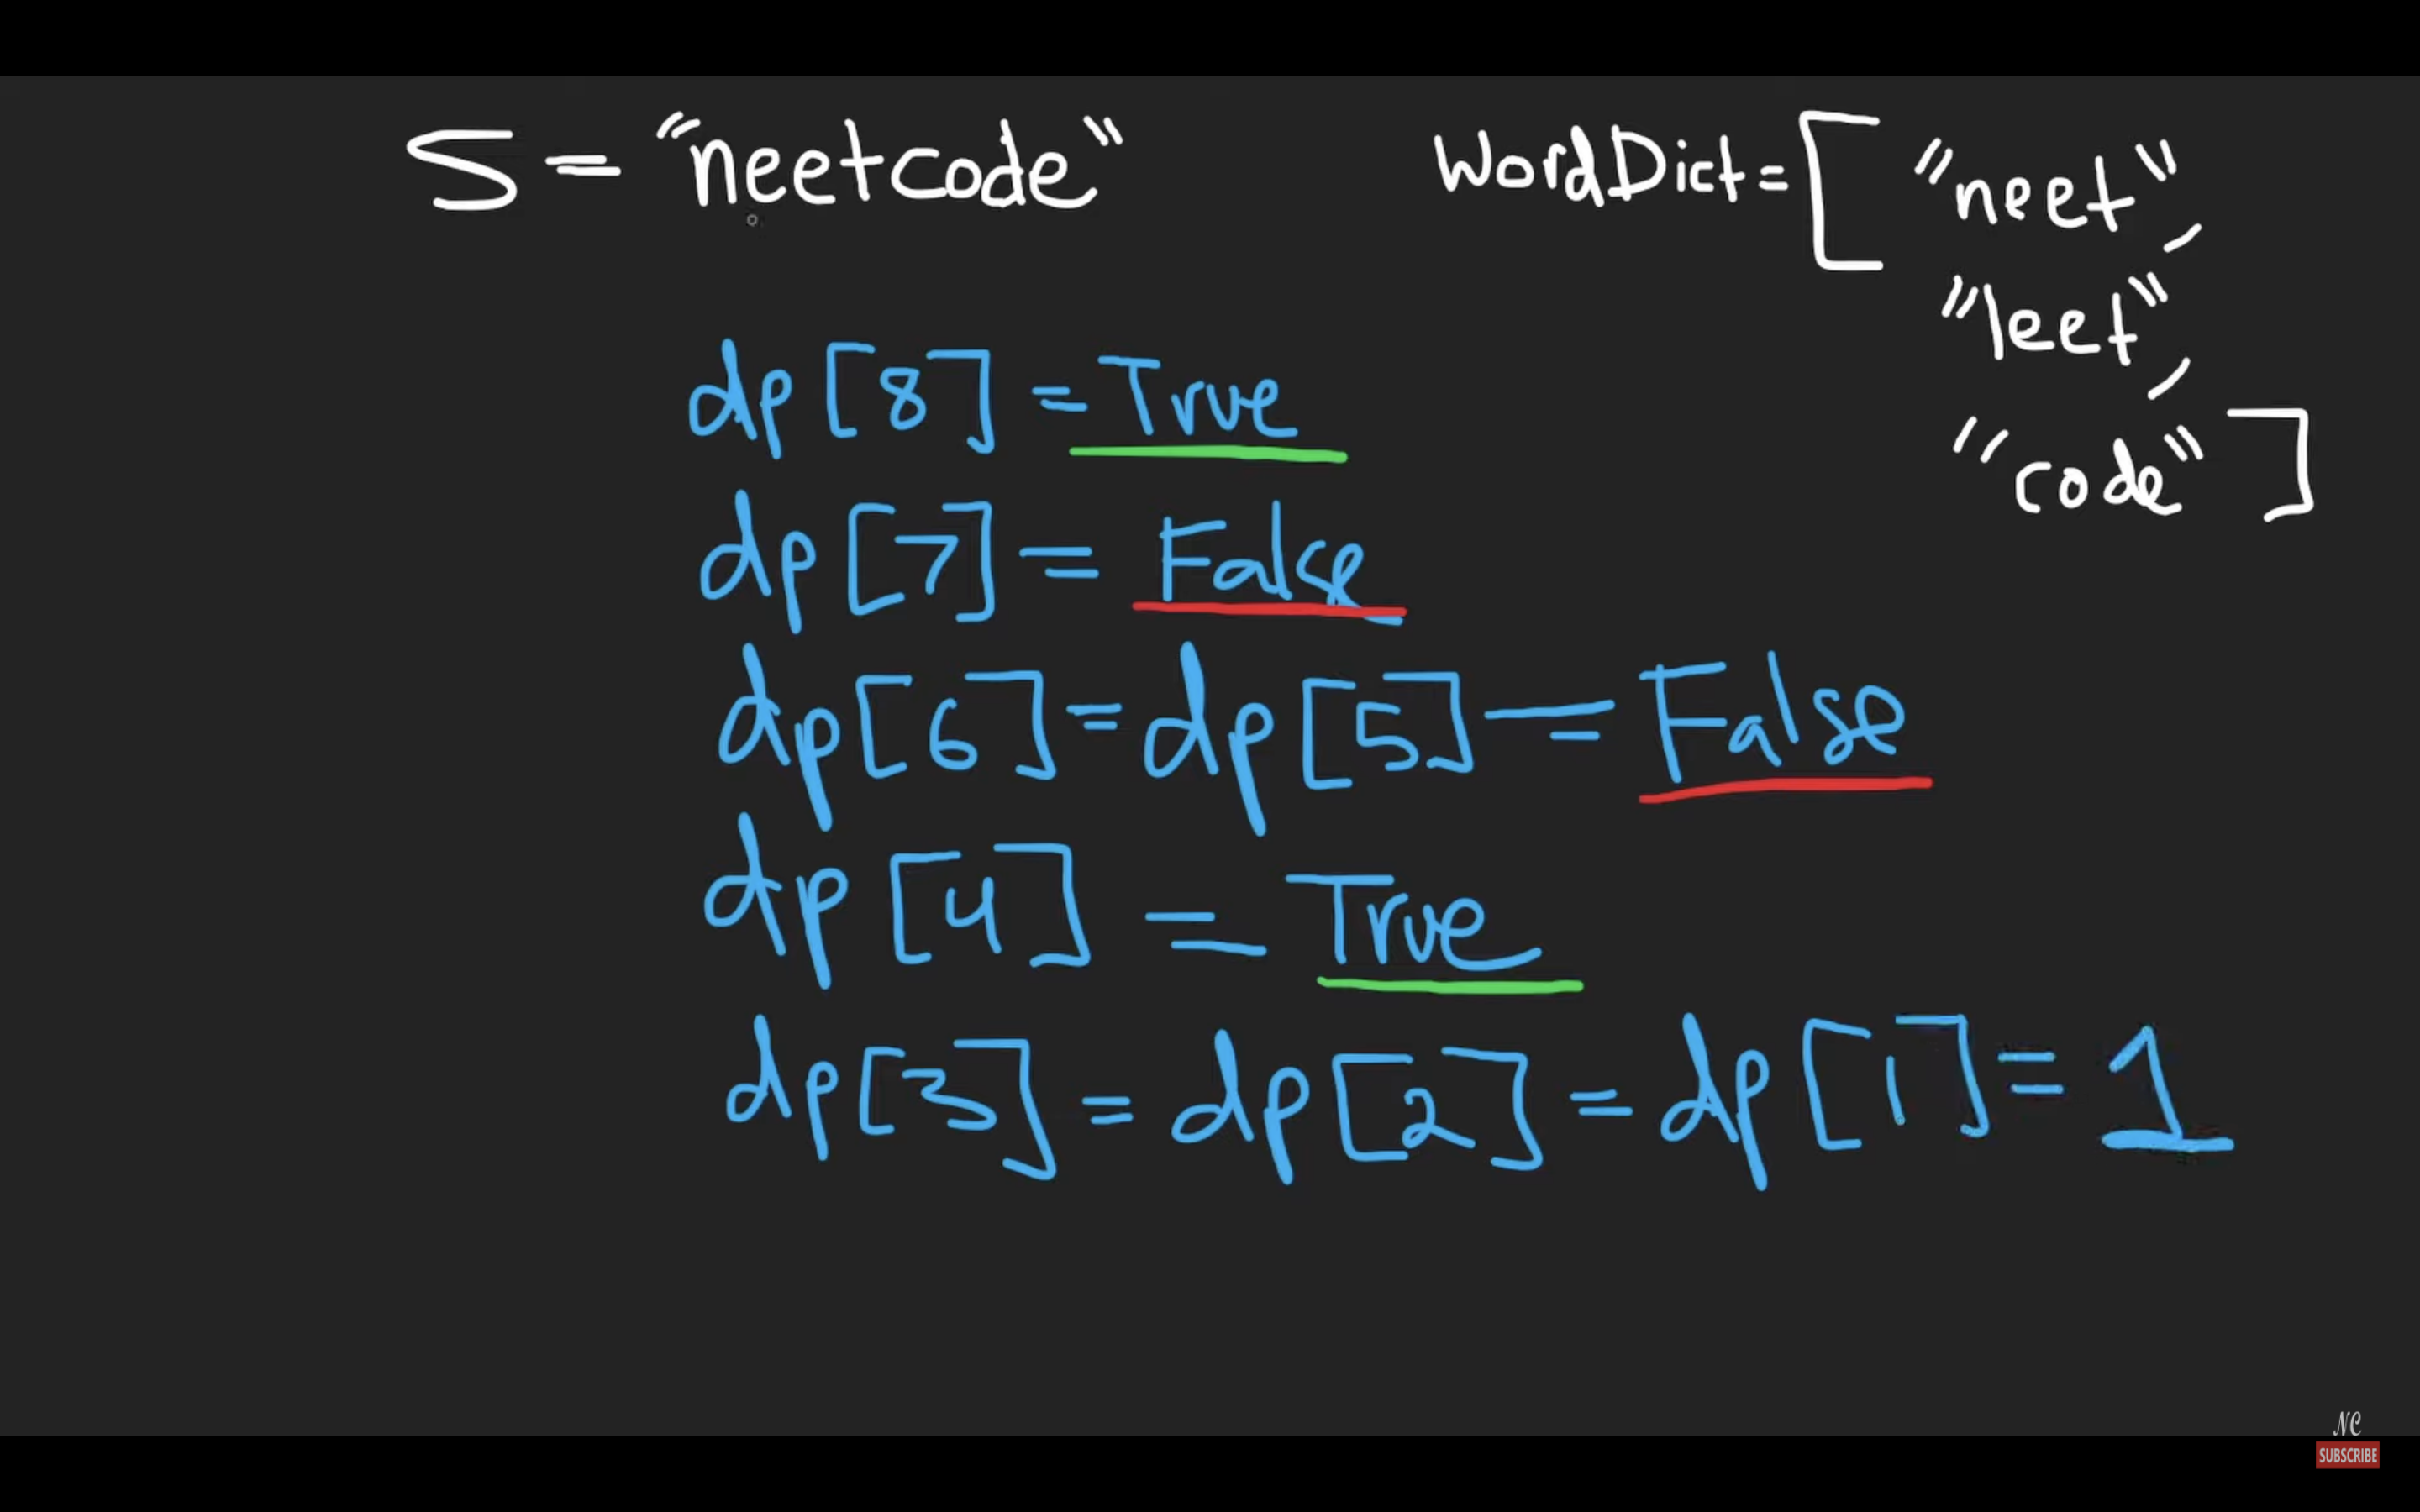 S = "neetcode"
WordDict = ["neet",
"leet",
"code"]
dp[8] = True
dp[7] = False
dp[6] = dp[5] = False
dp[4] = True
dp[3] = dp[2] = dp[1] = 1
NC
SUBSCRIBE